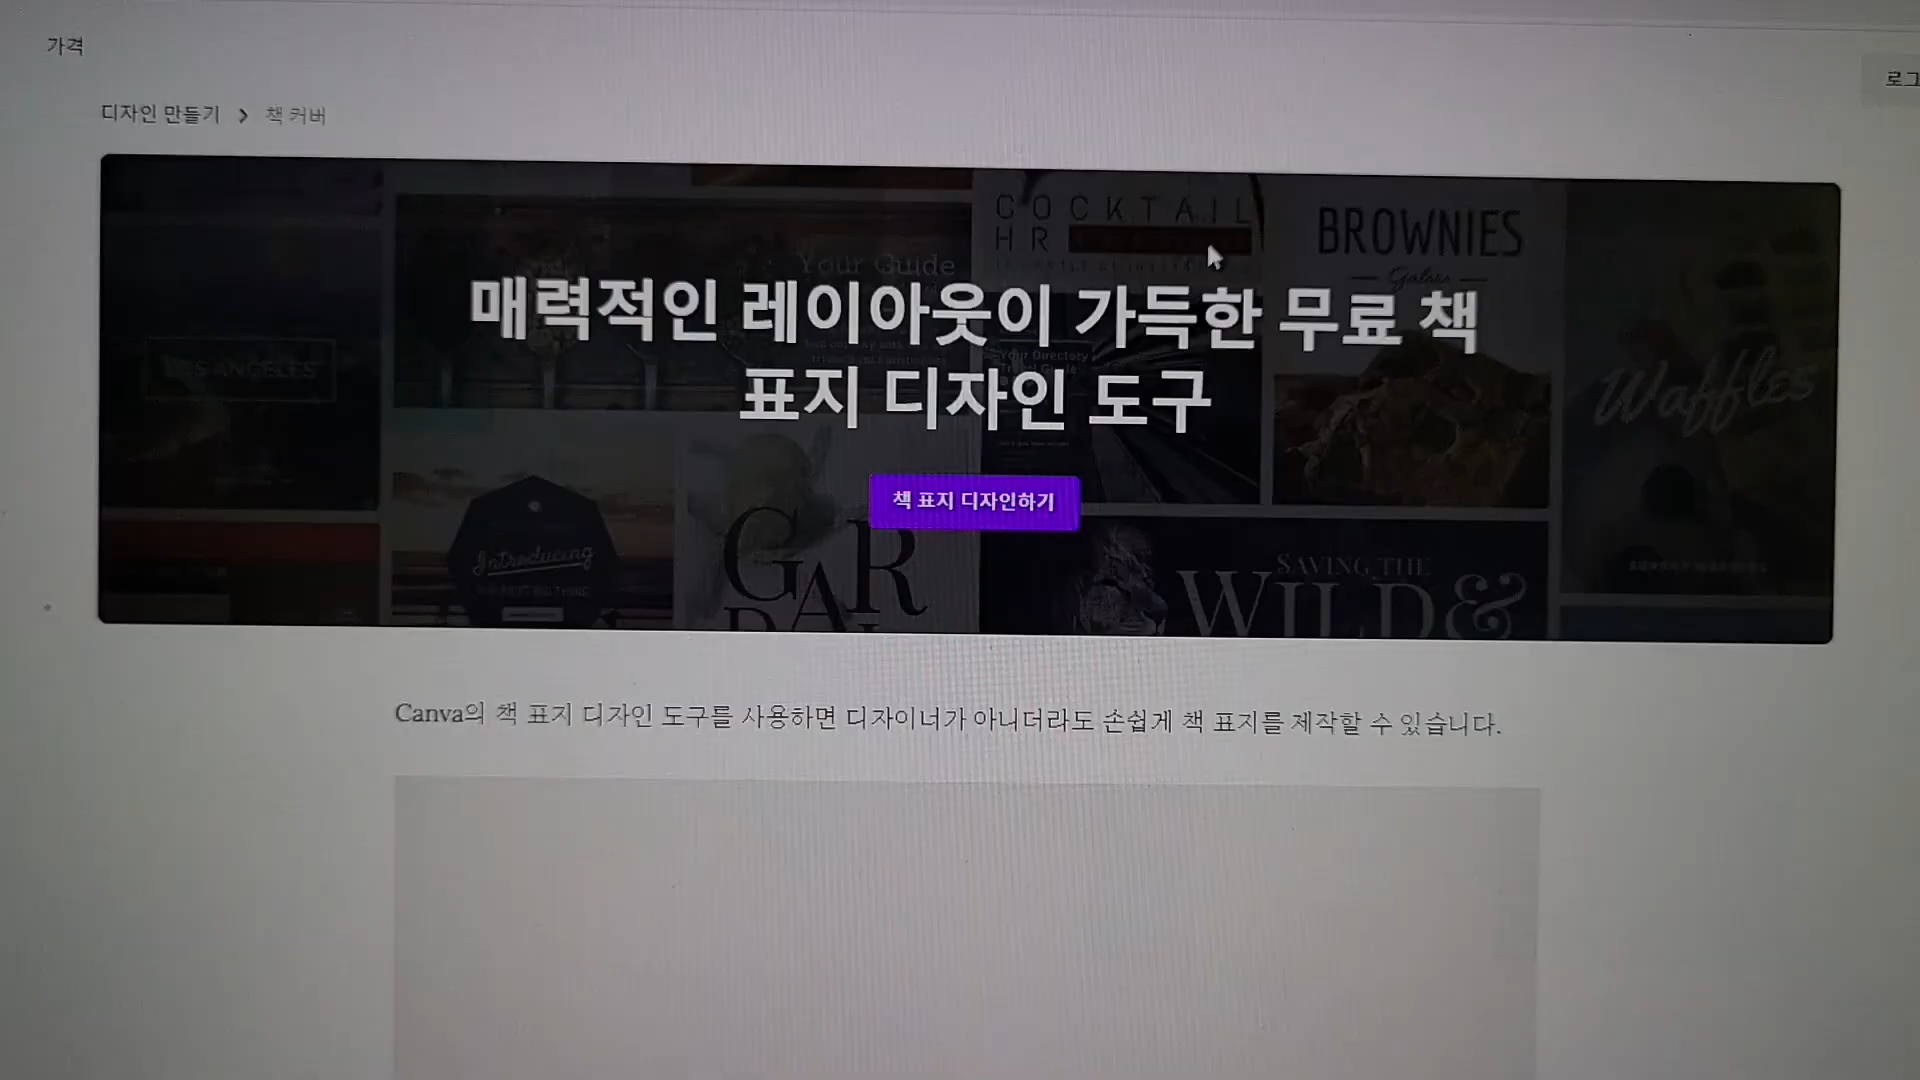 가격
로그
디자인 만들기 > 책 커버
COCKTAIL
HR
BROWNIES
Your Guide
매력적인 레이아웃이 가득한 무료 책
표지 디자인 도구
LOS ANGELES
Your Directory
Waffles
책 표지 디자인하기
Introducing
GAR
SAVING THE
WILD &
Canva의 책 표지 디자인 도구를 사용하면 디자이너가 아니더라도 손쉽게 책 표지를 제작할 수 있습니다.